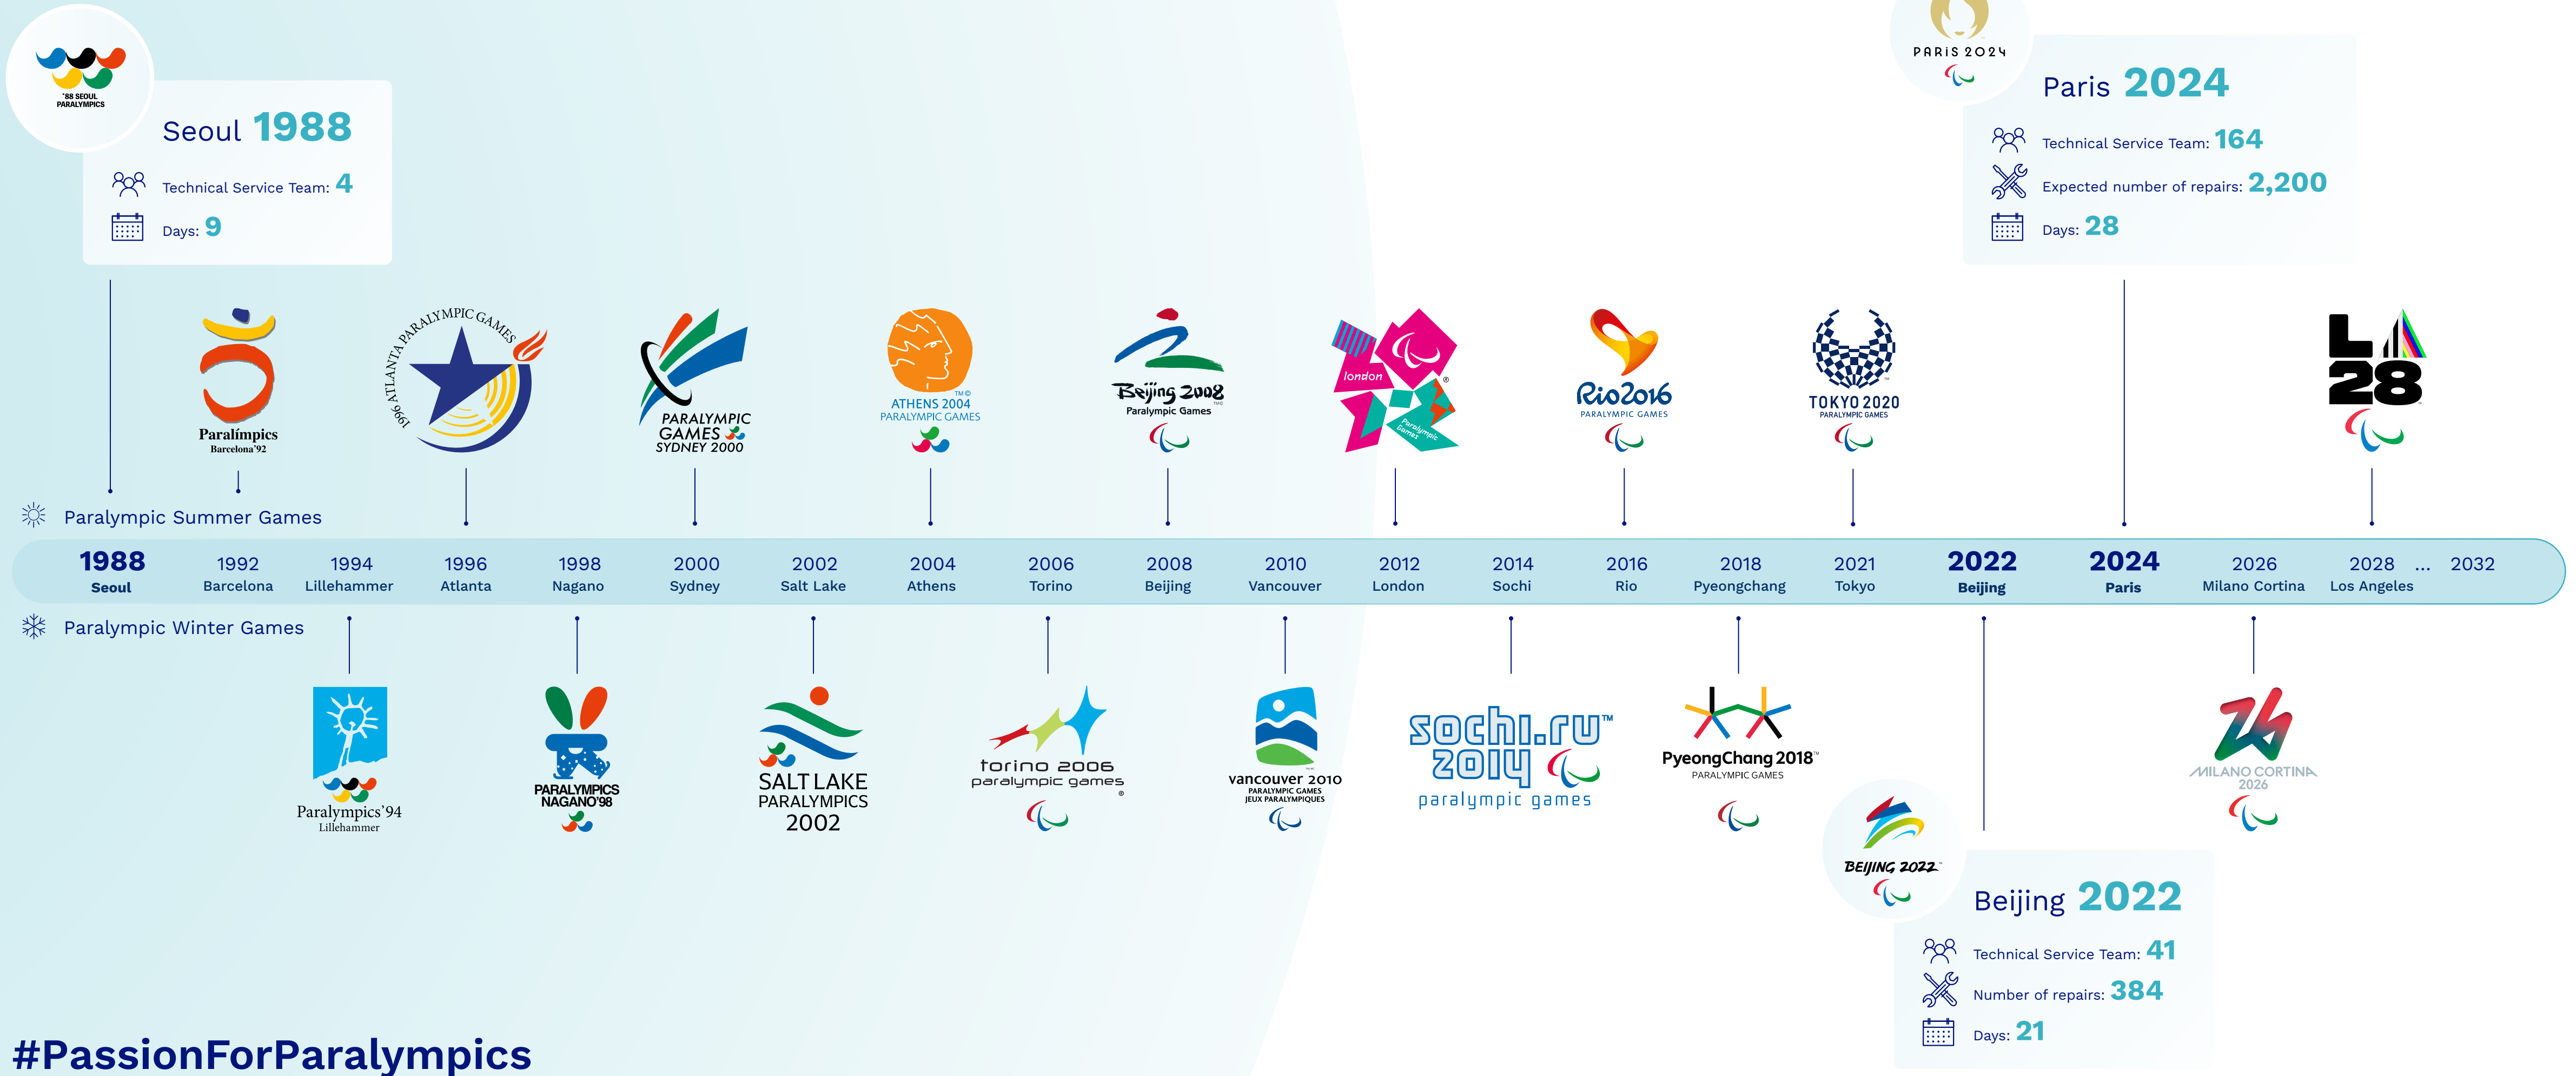 '88 SEOUL
PARALYMPICS
Seoul 1988
Technical Service Team: 4
Days: 9
PARIS 2024
Paris 2024
Technical Service Team: 164
Expected number of repairs: 2,200
Days: 28
Paralímpics
Barcelona'92
1996 ATLANTA PARALYMPIC GAMES
PARALYMPIC
GAMES
SYDNEY 2000
TM©
ATHENS 2004
PARALYMPIC GAMES
Beijing 2008
TM©
Paralympic Games
london
®
Paralympic
Games
Rio2016
PARALYMPIC GAMES
TOKYO 2020
PARALYMPIC GAMES
LA
28
Paralympic Summer Games
1988 1992 1994 1996 1998 2000 2002 2004 2006 2008 2010 2012 2014 2016 2018 2021 2022 2024 2026 2028 ... 2032
Seoul Barcelona Lillehammer Atlanta Nagano Sydney Salt Lake Athens Torino Beijing Vancouver London Sochi Rio Pyeongchang Tokyo Beijing Paris Milano Cortina Los Angeles
Paralympic Winter Games
Paralympics'94
Lillehammer
PARALYMPICS
NAGANO'98
SALT LAKE
PARALYMPICS
2002
torino 2006
paralympic games
®
vancouver 2010
PARALYMPIC GAMES
JEUX PARALYMPIQUES
sochi.ru™
2014
paralympic games
PyeongChang 2018™
PARALYMPIC GAMES
26
MILANO CORTINA
2026
BEIJING 2022™
Beijing 2022
Technical Service Team: 41
Number of repairs: 384
Days: 21
#PassionForParalympics